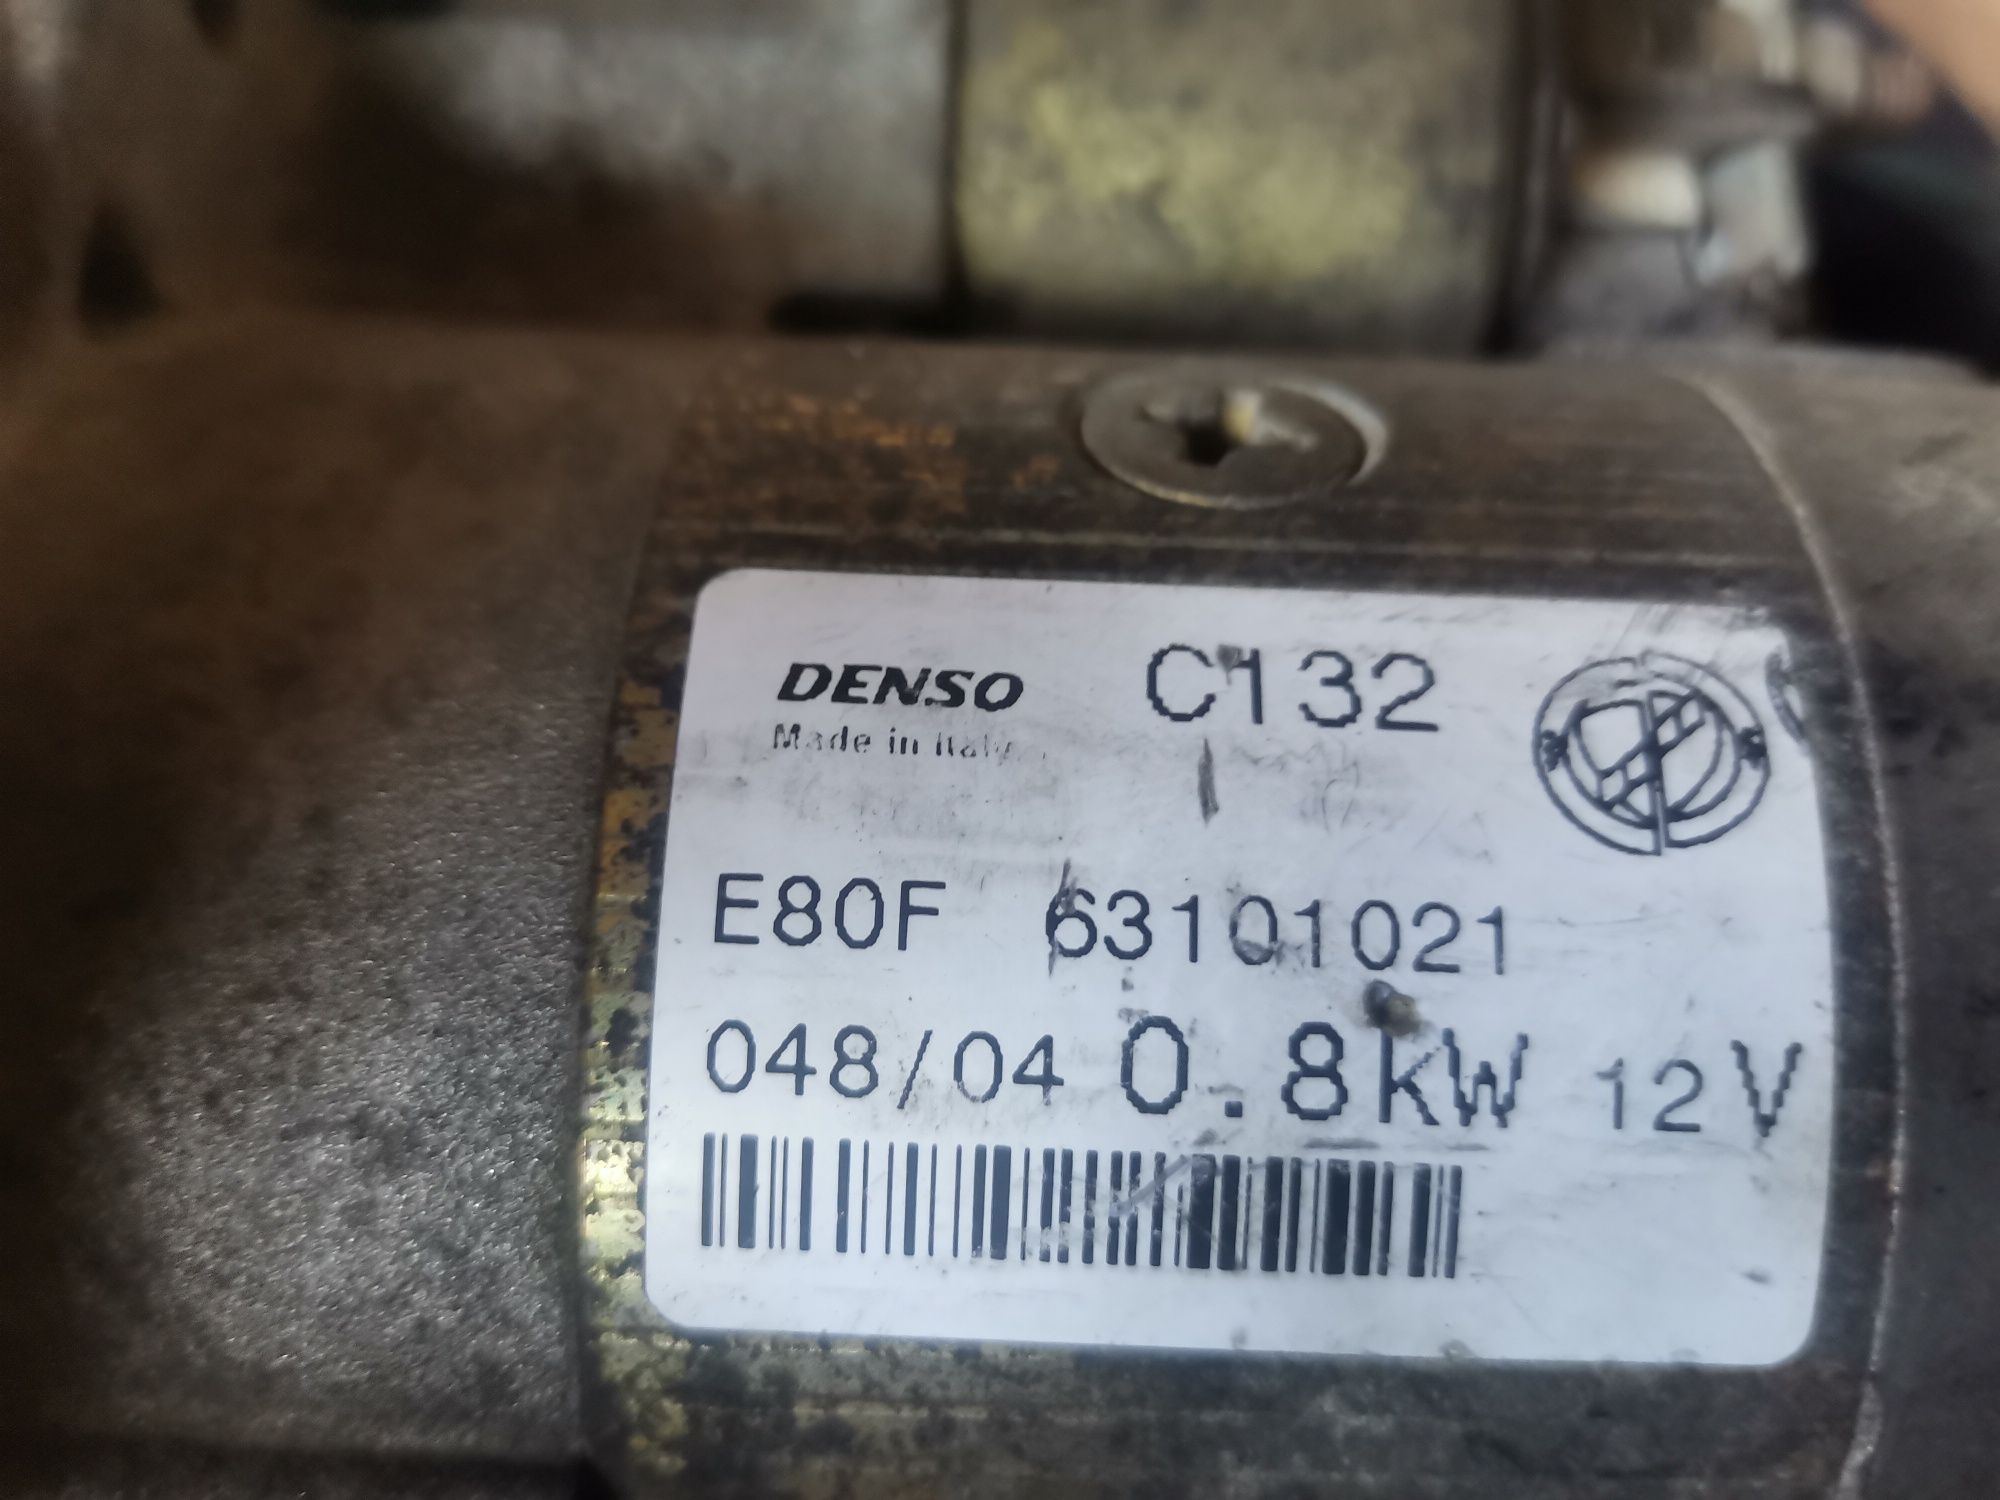 DENSO C132
Made in Italy
E80F 63101021
048/04 0.8kW 12V